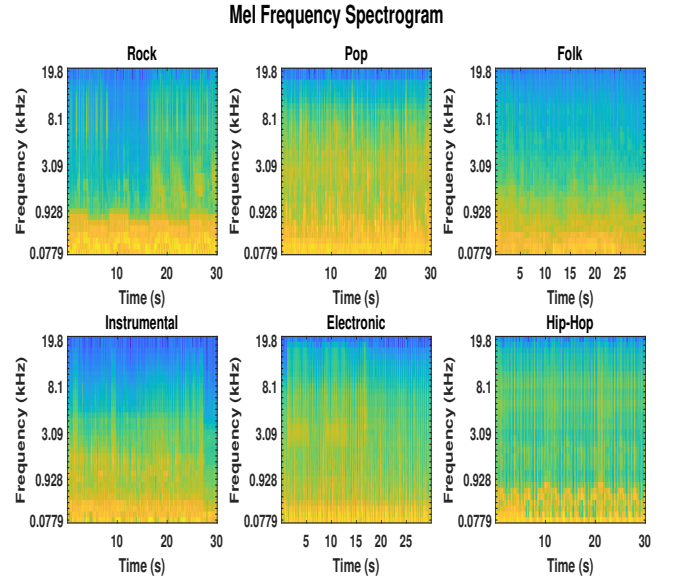 Mel Frequency Spectrogram
Rock
Frequency (kHz)
19.8
8.1
3.09
0.928
0.0779
10 20 30
Time (s)
Pop
Frequency (kHz)
19.8
8.1
3.09
0.928
0.0779
10 20 30
Time (s)
Folk
Frequency (kHz)
19.8
8.1
3.09
0.928
0.0779
5 10 15 20 25
Time (s)
Instrumental
Frequency (kHz)
19.8
8.1
3.09
0.928
0.0779
10 20 30
Time (s)
Electronic
Frequency (kHz)
19.8
8.1
3.09
0.928
0.0779
5 10 15 20 25
Time (s)
Hip-Hop
Frequency (kHz)
19.8
8.1
3.09
0.928
0.0779
10 20 30
Time (s)